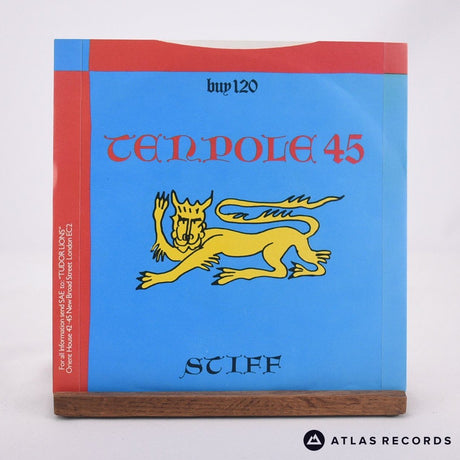 buy 120
TENPOLE 45
STIFF
For all Information send SAE to: "TUDOR LIONS"
Orient House 42-45 New Broad Street London EC2
ATLAS RECORDS